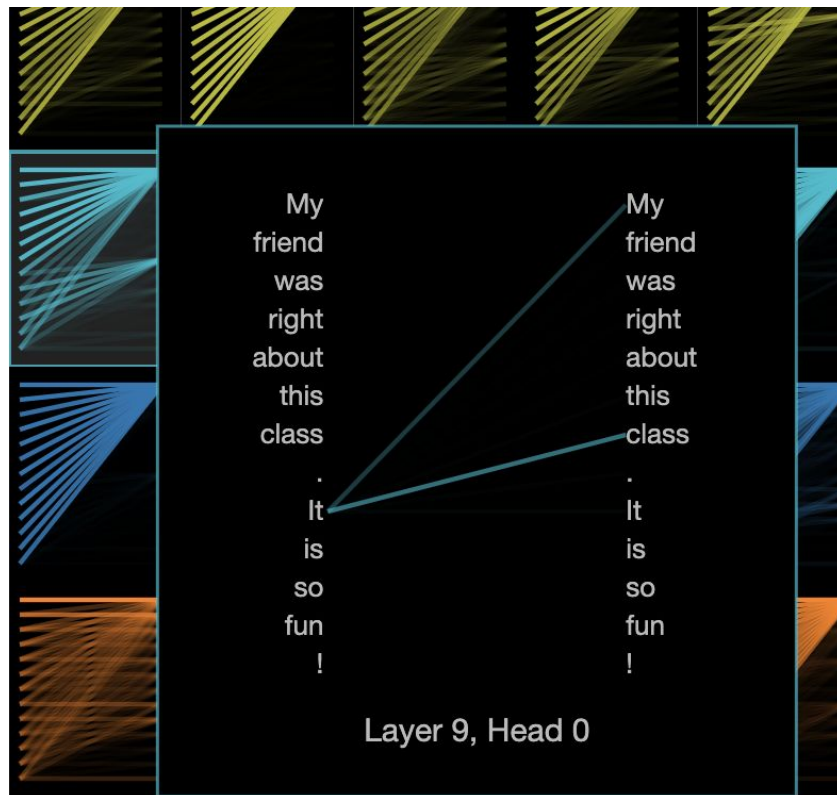 My My
friend friend
was was
right right
about about
this this
class class
. .
It It
is is
so so
fun fun
! !
Layer 9, Head 0